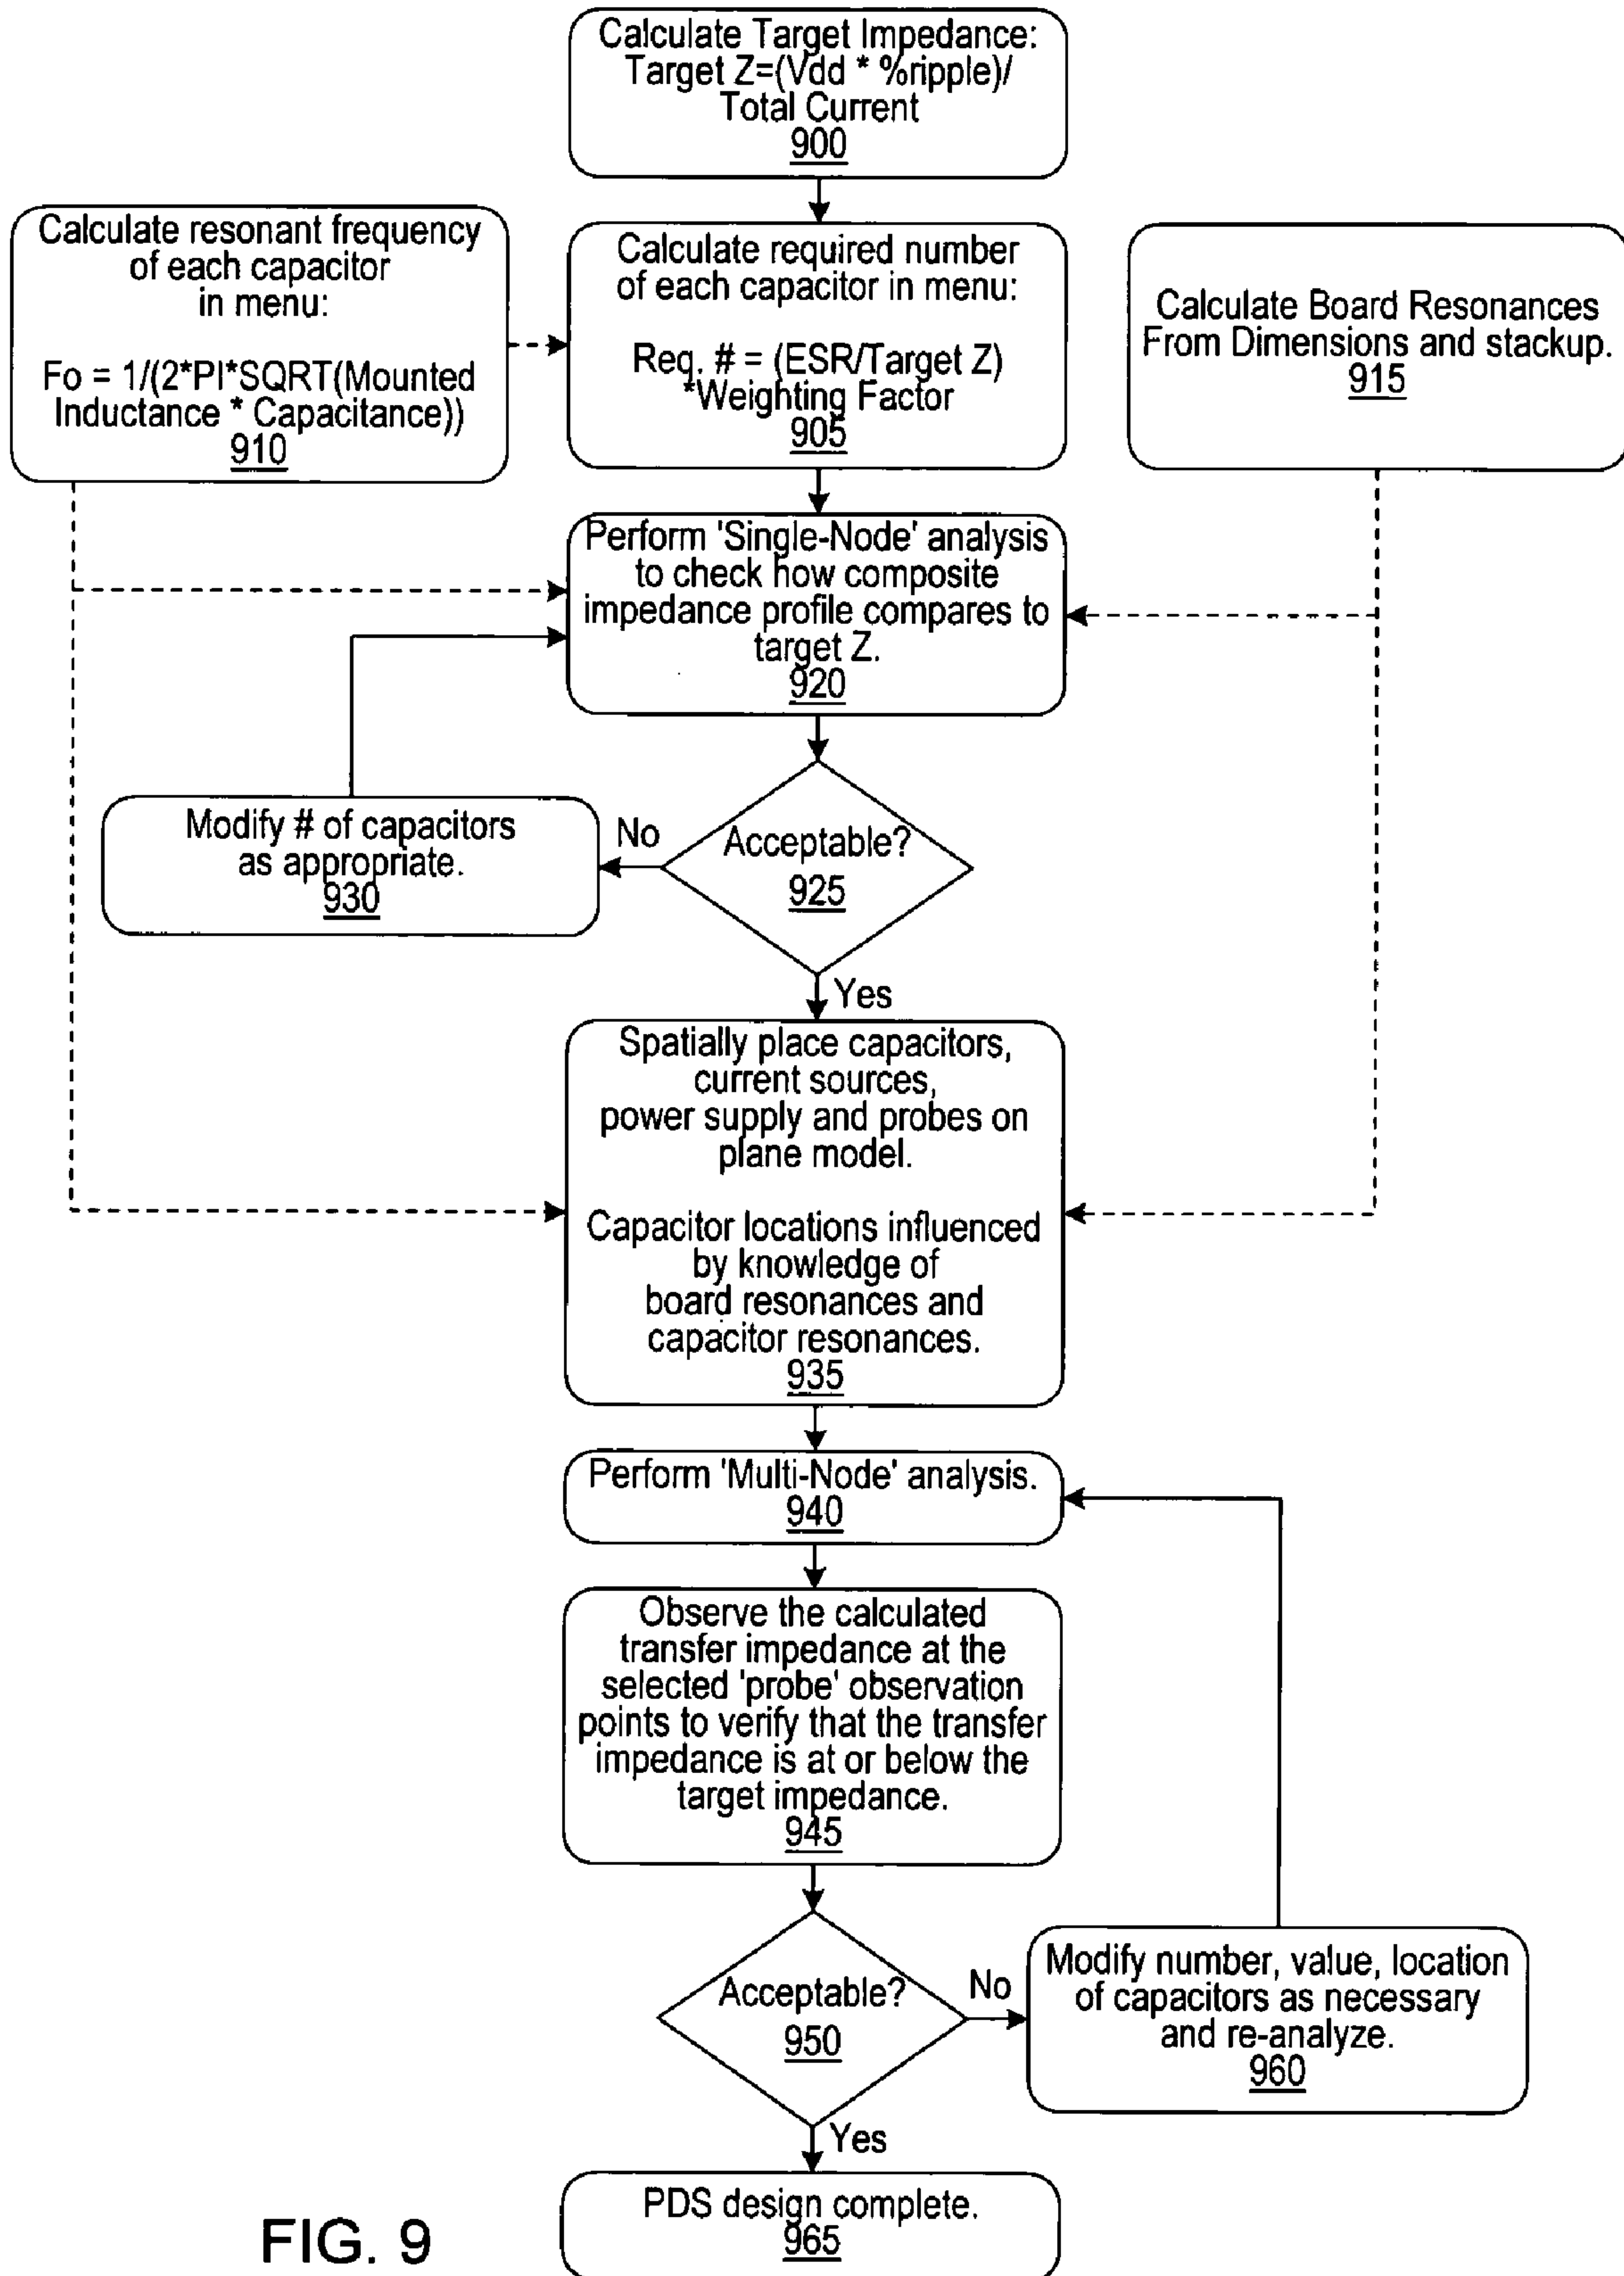 Calculate Target Impedance:
Target Z=(Vdd * %ripple)/
Total Current
900
Calculate resonant frequency
of each capacitor
in menu:
Fo = 1/(2*PI*SQRT(Mounted
Inductance * Capacitance))
910
Calculate required number
of each capacitor in menu:
Req. # = (ESR/Target Z)
*Weighting Factor
905
Calculate Board Resonances
From Dimensions and stackup.
915
Perform 'Single-Node' analysis
to check how composite
impedance profile compares to
target Z.
920
Modify # of capacitors
as appropriate.
930
No
Acceptable?
925
Yes
Spatially place capacitors,
current sources,
power supply and probes on
plane model.
Capacitor locations influenced
by knowledge of
board resonances and
capacitor resonances.
935
Perform 'Multi-Node' analysis.
940
Observe the calculated
transfer impedance at the
selected 'probe' observation
points to verify that the transfer
impedance is at or below the
target impedance.
945
Acceptable?
950
No
Modify number, value, location
of capacitors as necessary
and re-analyze.
960
Yes
PDS design complete.
965
FIG. 9